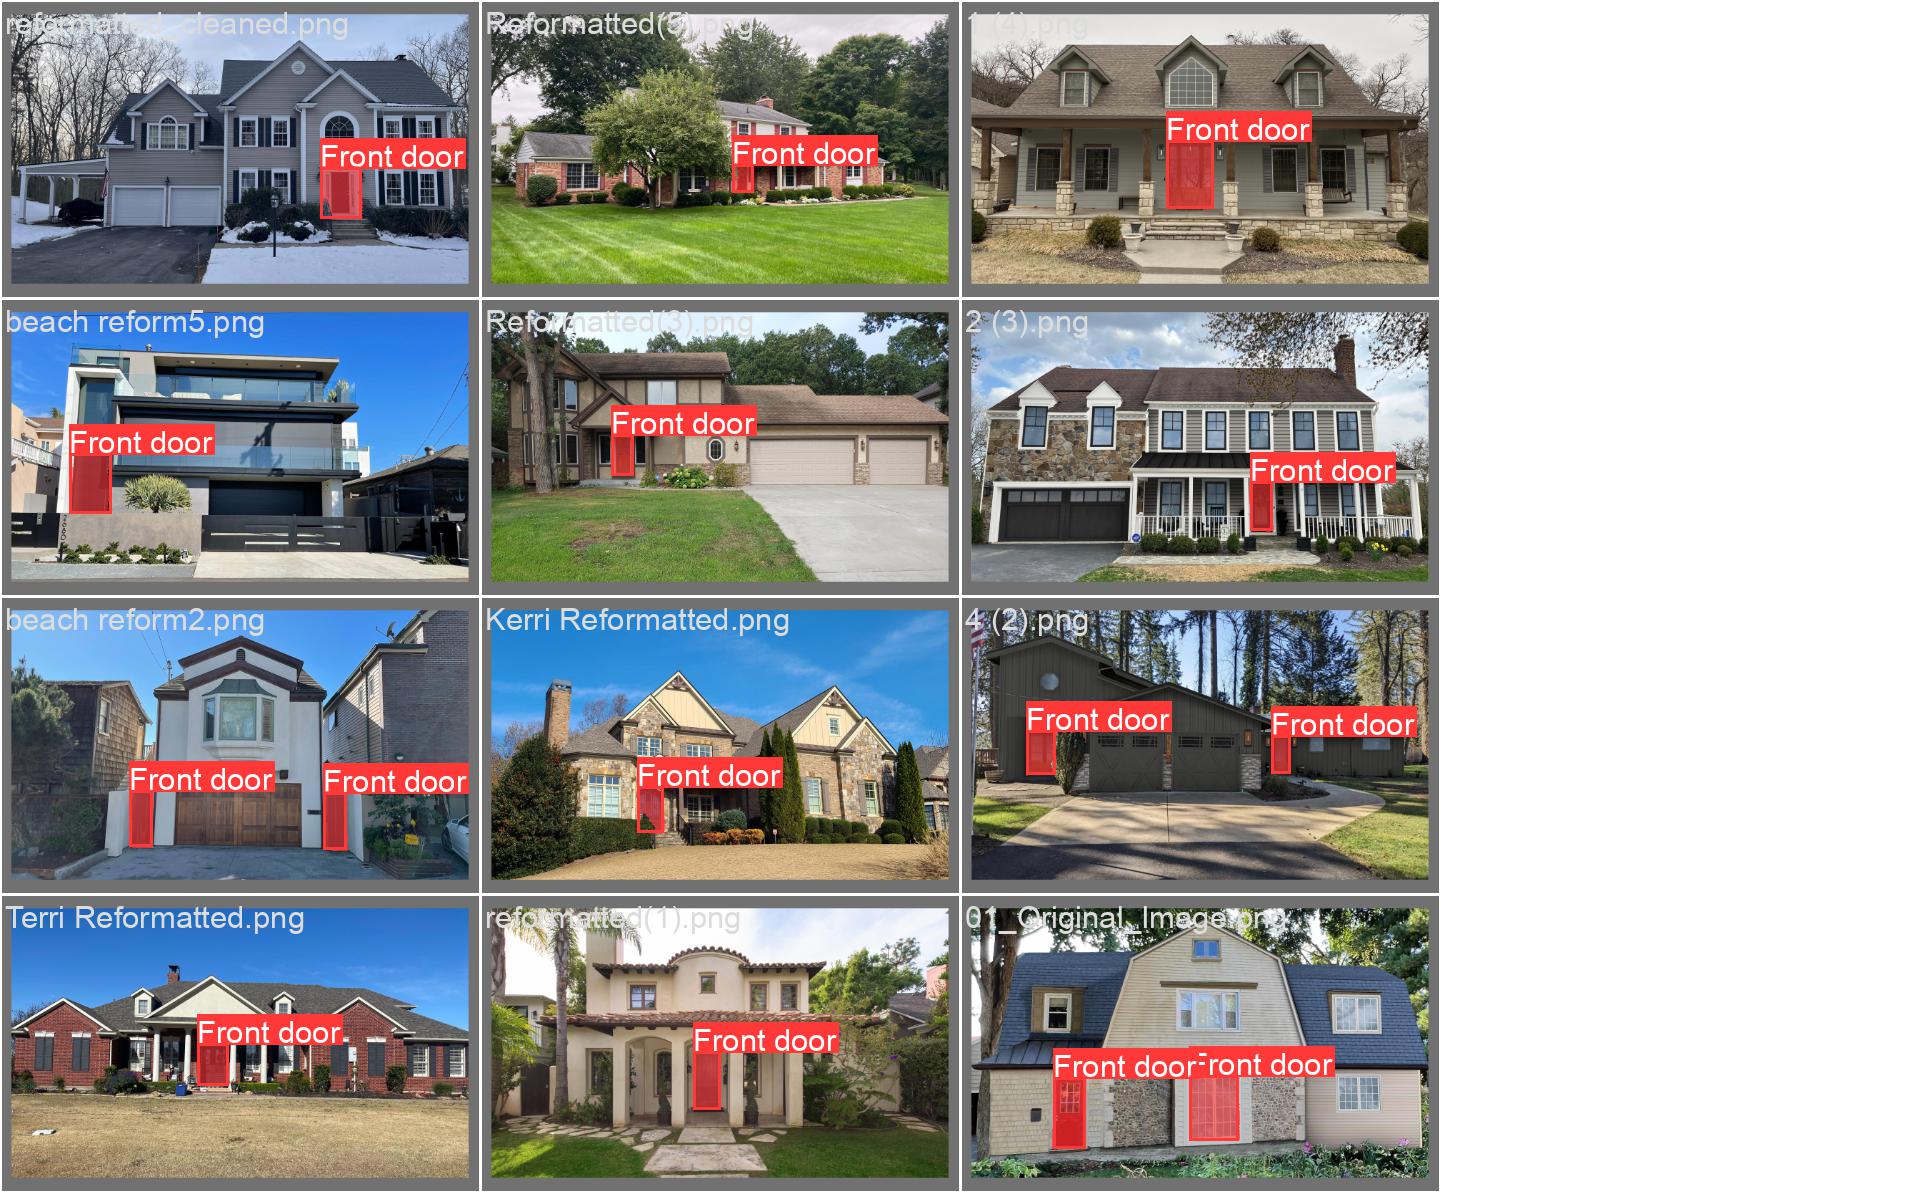 reformatted_cleaned.png
Front door
Reformatted(5).png
Front door
1 (4).png
Front door
beach reform5.png
Front door
Reformatted(3).png
Front door
2 (3).png
Front door
beach reform2.png
Front door
Front door
Kerri Reformatted.png
Front door
4 (2).png
Front door
Front door
Terri Reformatted.png
Front door
reformatted(1).png
Front door
01_Original_Image.png
Front door
Front door